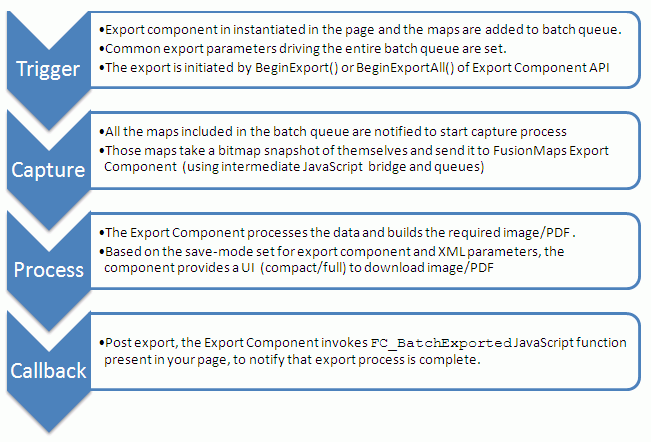 Trigger
•Export component in instantiated in the page and the maps are added to batch queue.
•Common export parameters driving the entire batch queue are set.
•The export is initiated by BeginExport() or BeginExportAll() of Export Component API
Capture
•All the maps included in the batch queue are notified to start capture process
•Those maps take a bitmap snapshot of themselves and send it to FusionMaps Export
Component (using intermediate JavaScript bridge and queues)
Process
•The Export Component processes the data and builds the required image/PDF .
•Based on the save-mode set for export component and XML parameters, the
component provides a UI (compact/full) to download image/PDF
Callback
•Post export, the Export Component invokes FC_BatchExported JavaScript function
present in your page, to notify that export process is complete.